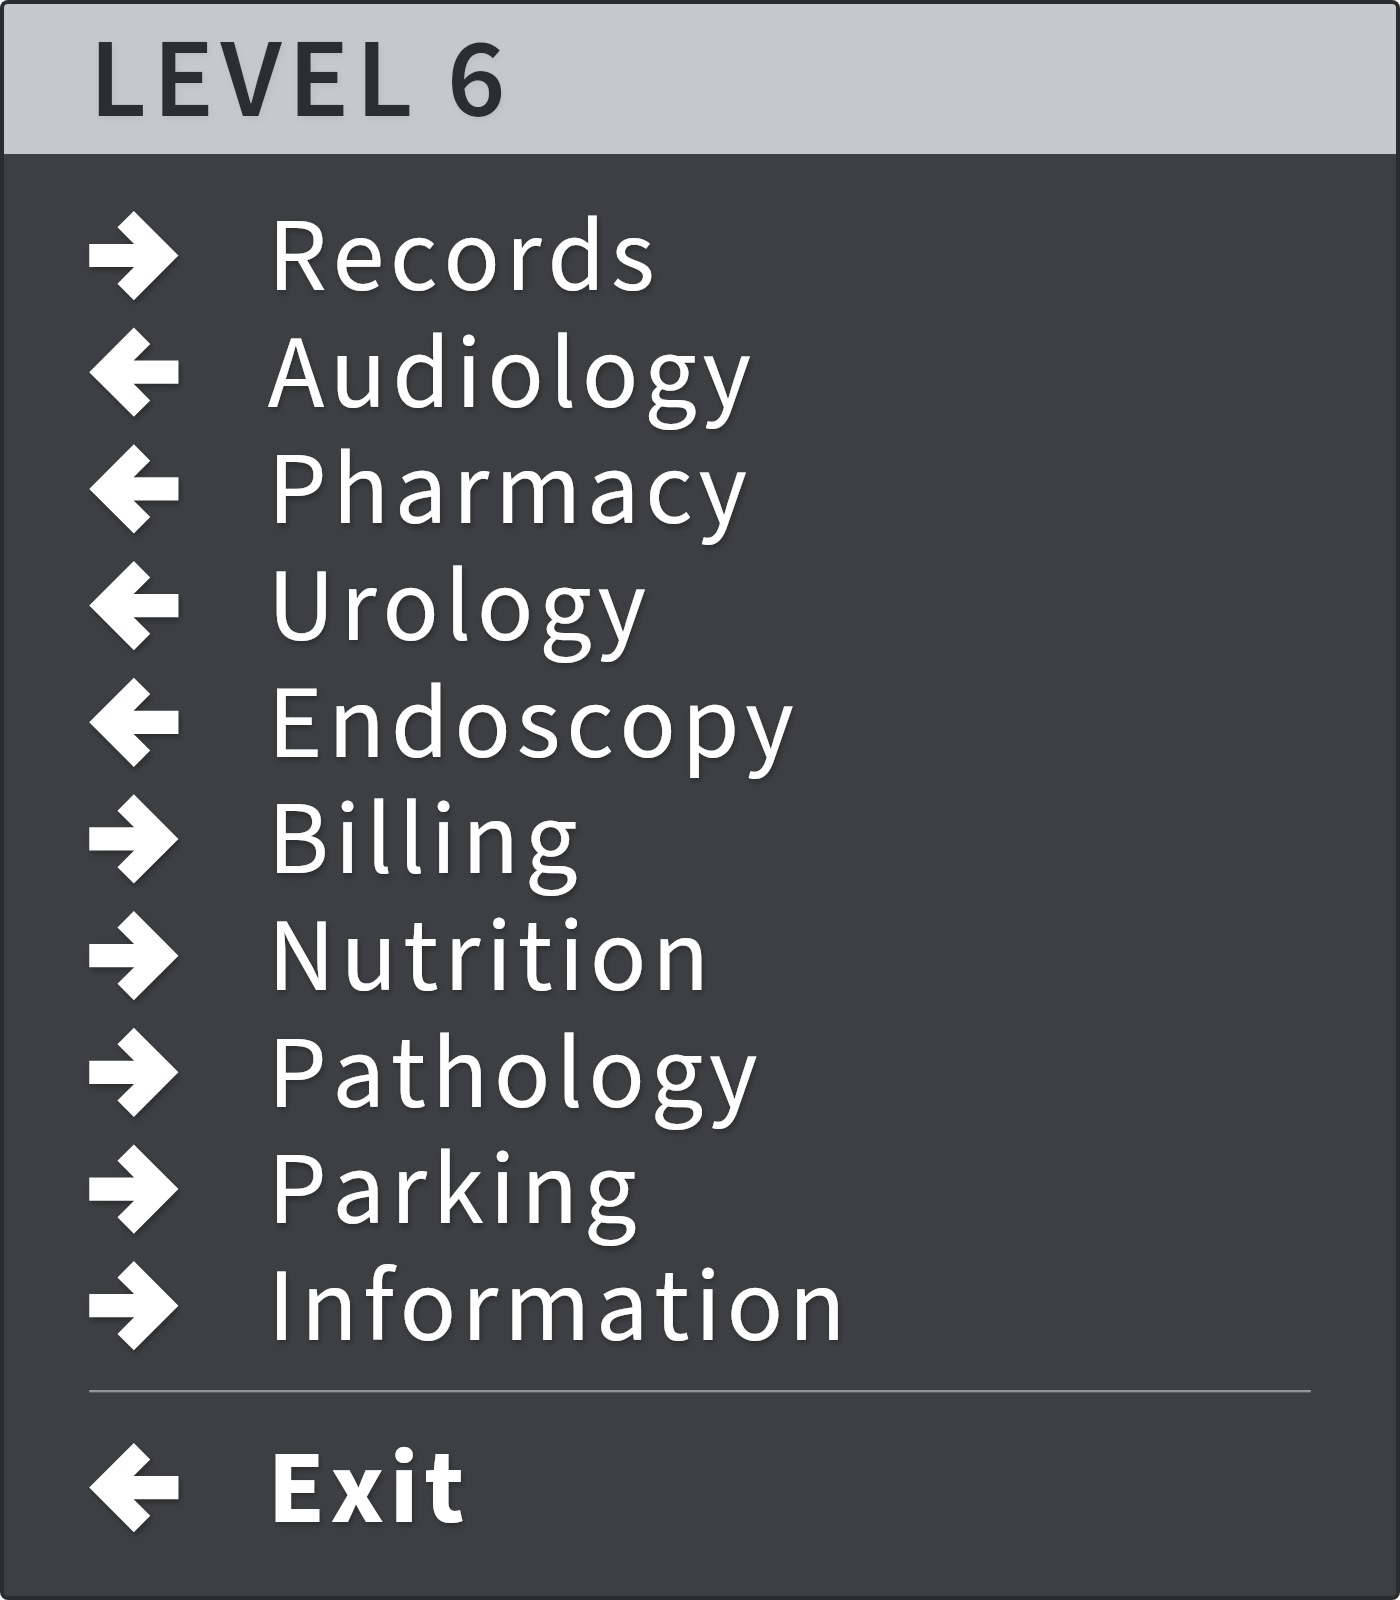 LEVEL 6
Records
Audiology
Pharmacy
Urology
Endoscopy
Billing
Nutrition
Pathology
Parking
Information
Exit